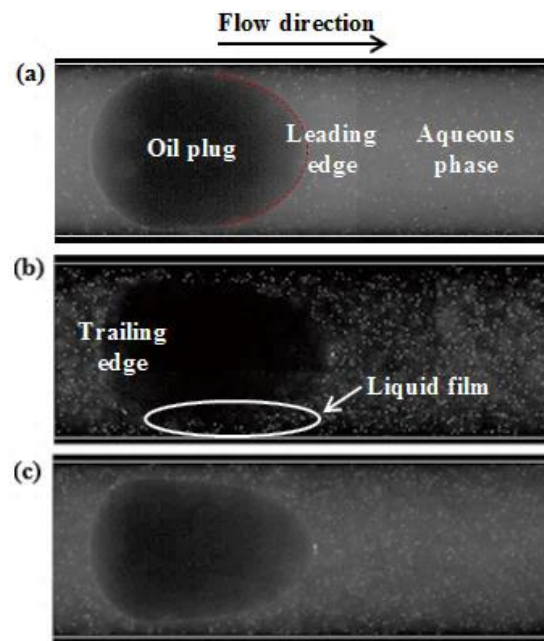 Flow direction
(a)
Oil plug
Leading
edge
Aqueous
phase
(b)
Trailing
edge
Liquid film
(c)